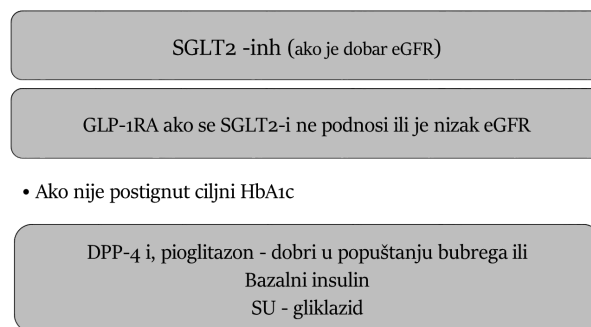 SGLT2 -inh (ako je dobar eGFR)
GLP-1RA ako se SGLT2-i ne podnosi ili je nizak eGFR
• Ako nije postignut ciljni HbA1c
DPP-4 i, pioglitazon - dobri u popuštanju bubrega ili
Bazalni insulin
SU - gliklazid